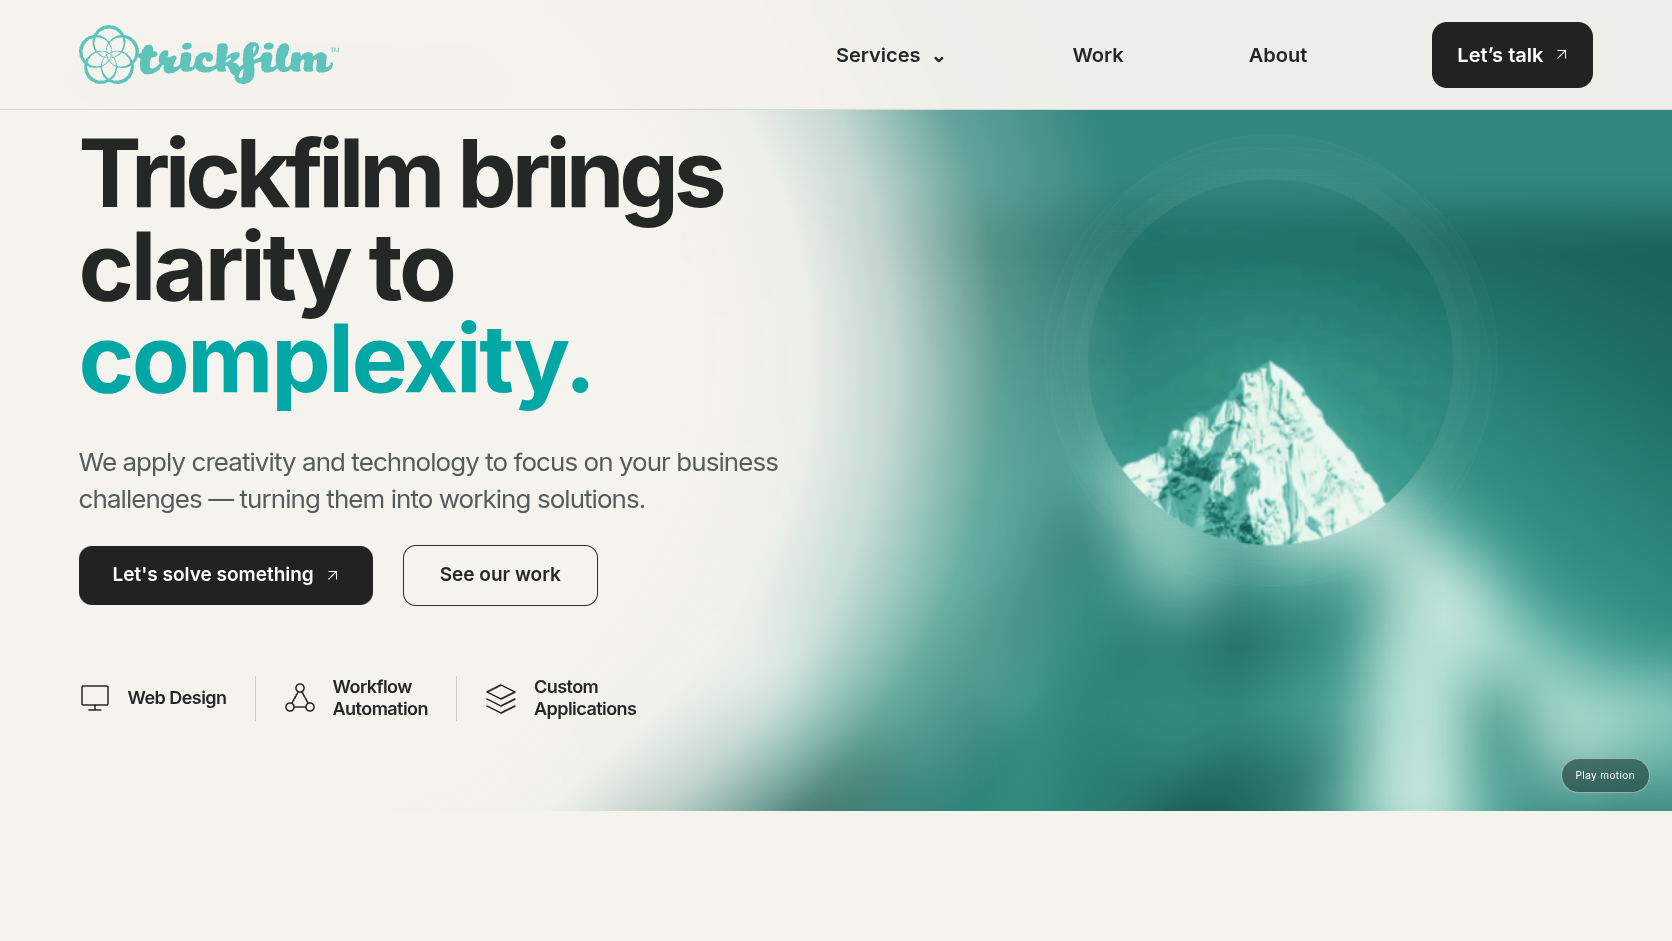 trickfilm™
Services
Work
About
Let’s talk
Trickfilm brings
clarity to
complexity.
We apply creativity and technology to focus on your business
challenges — turning them into working solutions.
Let's solve something
See our work
Web Design
Workflow
Automation
Custom
Applications
Play motion